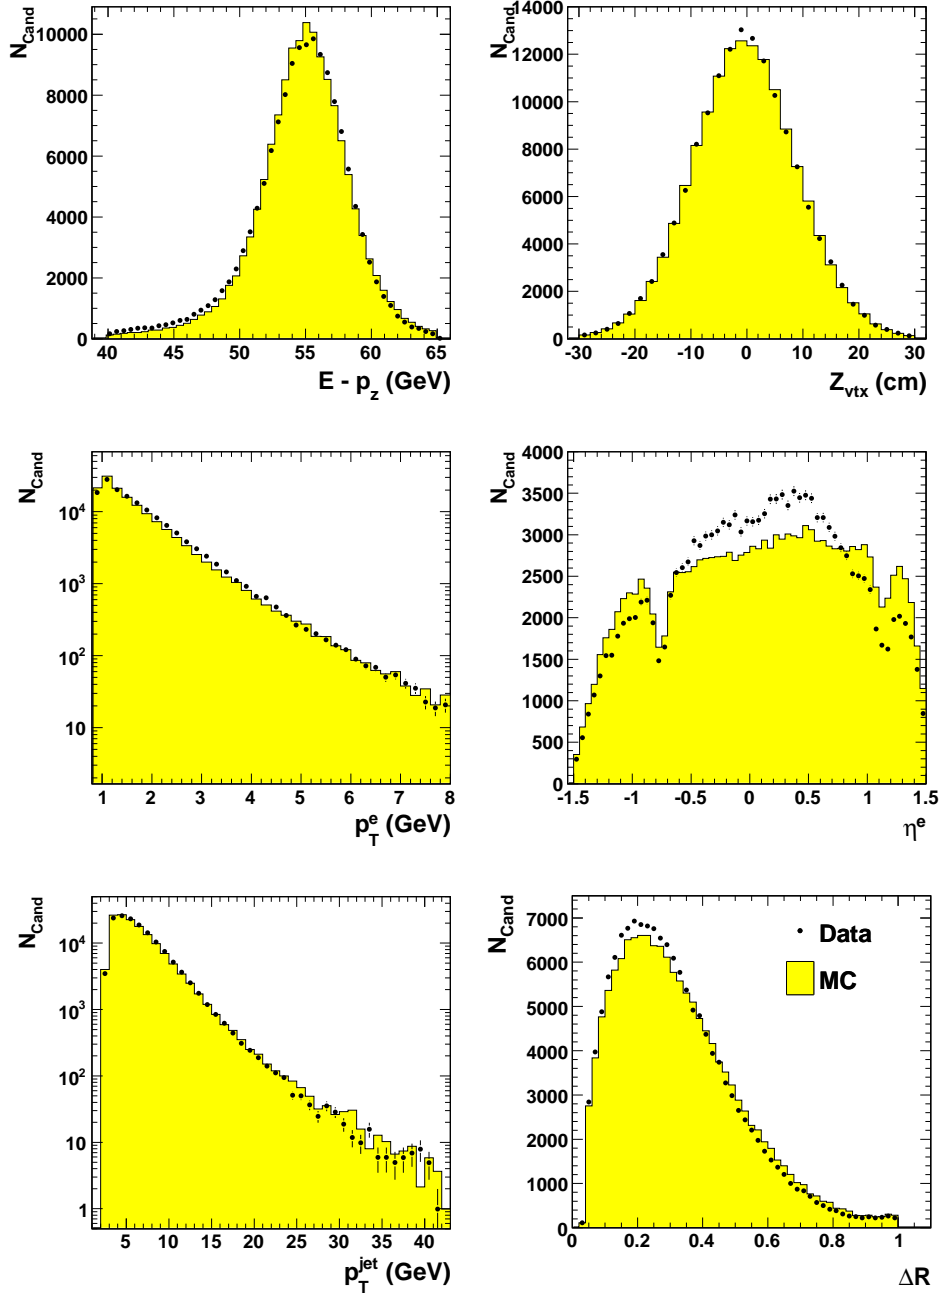 N_Cand
10000
8000
6000
4000
2000
0
40 45 50 55 60 65
E - p_z (GeV)
N_Cand
14000
12000
10000
8000
6000
4000
2000
0
-30 -20 -10 0 10 20 30
Z_vtx (cm)
N_Cand
10^4
10^3
10^2
10
1 2 3 4 5 6 7 8
p_T^e (GeV)
N_Cand
4000
3500
3000
2500
2000
1500
1000
500
0
-1.5 -1 -0.5 0 0.5 1 1.5
η^e
N_Cand
10^4
10^3
10^2
10
1
5 10 15 20 25 30 35 40
p_T^jet (GeV)
N_Cand
7000
6000
5000
4000
3000
2000
1000
0
0 0.2 0.4 0.6 0.8 1
ΔR
Data
MC